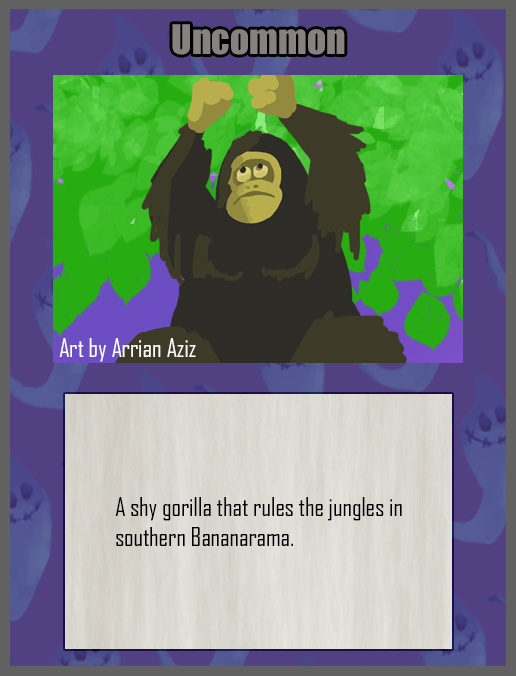 Uncommon
Art by Arrian Aziz
A shy gorilla that rules the jungles in
southern Bananarama.